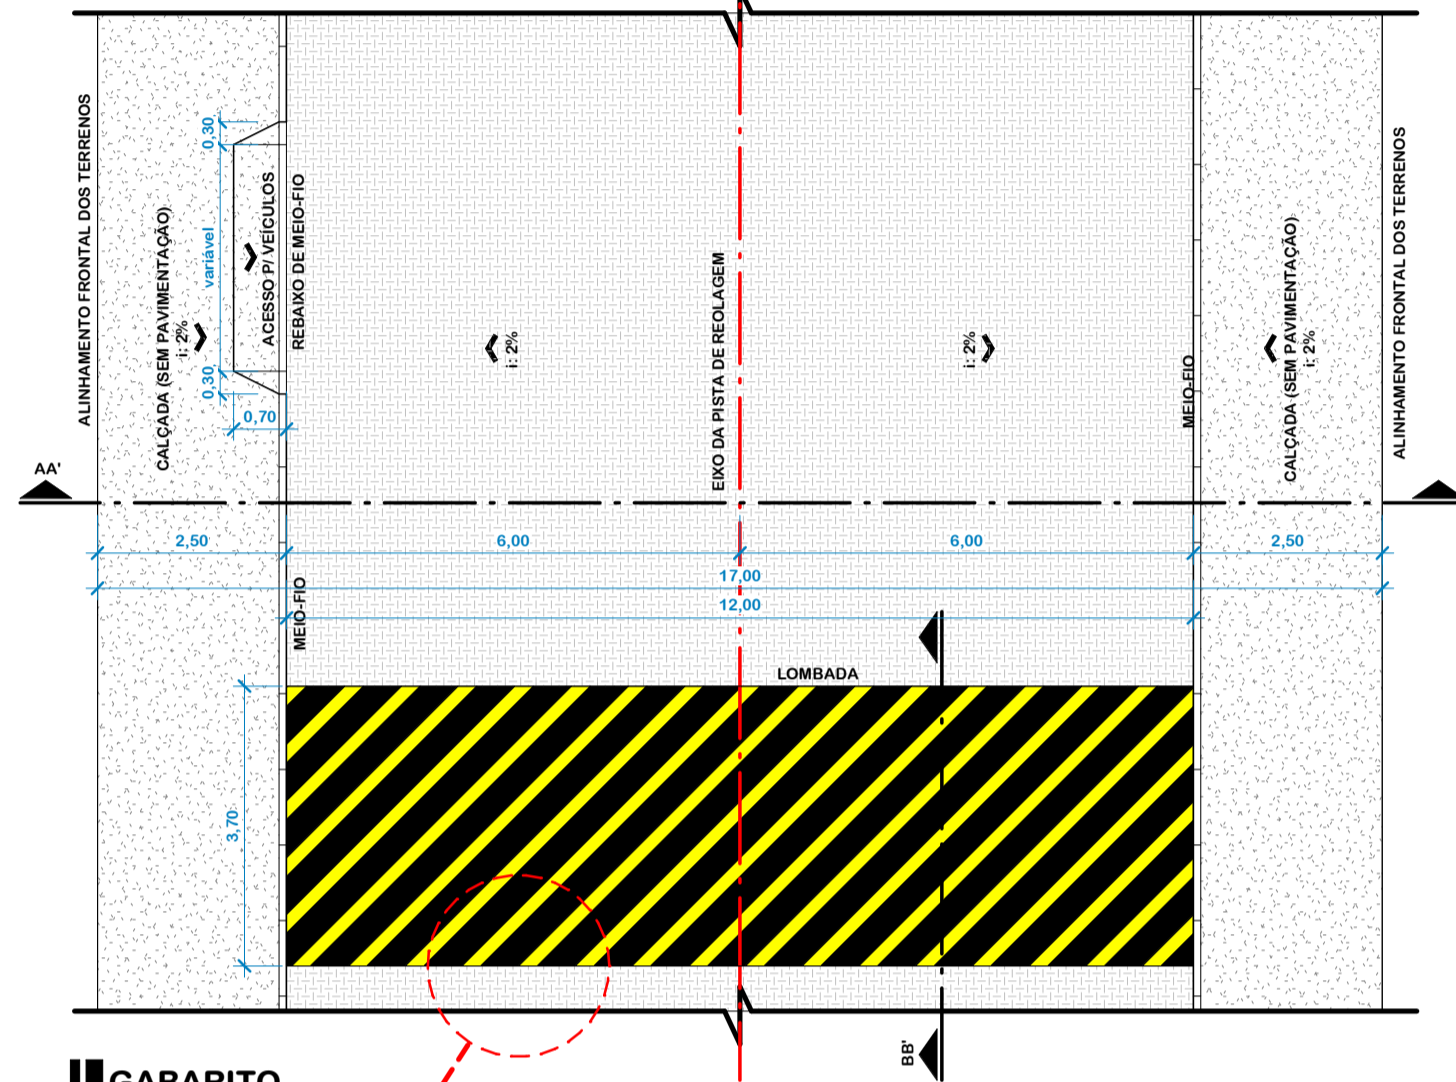 ALINHAMENTO FRONTAL DOS TERRENOS
CALÇADA (SEM PAVIMENTAÇÃO)
i: 2%
0,30
variável
0,30
ACESSO P/ VEÍCULOS
REBAIXO DE MEIO-FIO
0,70
i: 2%
EIXO DA PISTA DE REOLAGEM
i: 2%
MEIO-FIO
CALÇADA (SEM PAVIMENTAÇÃO)
i: 2%
ALINHAMENTO FRONTAL DOS TERRENOS
AA'
2,50
6,00
6,00
2,50
17,00
12,00
MEIO-FIO
LOMBADA
3,70
BB'
GABARITO